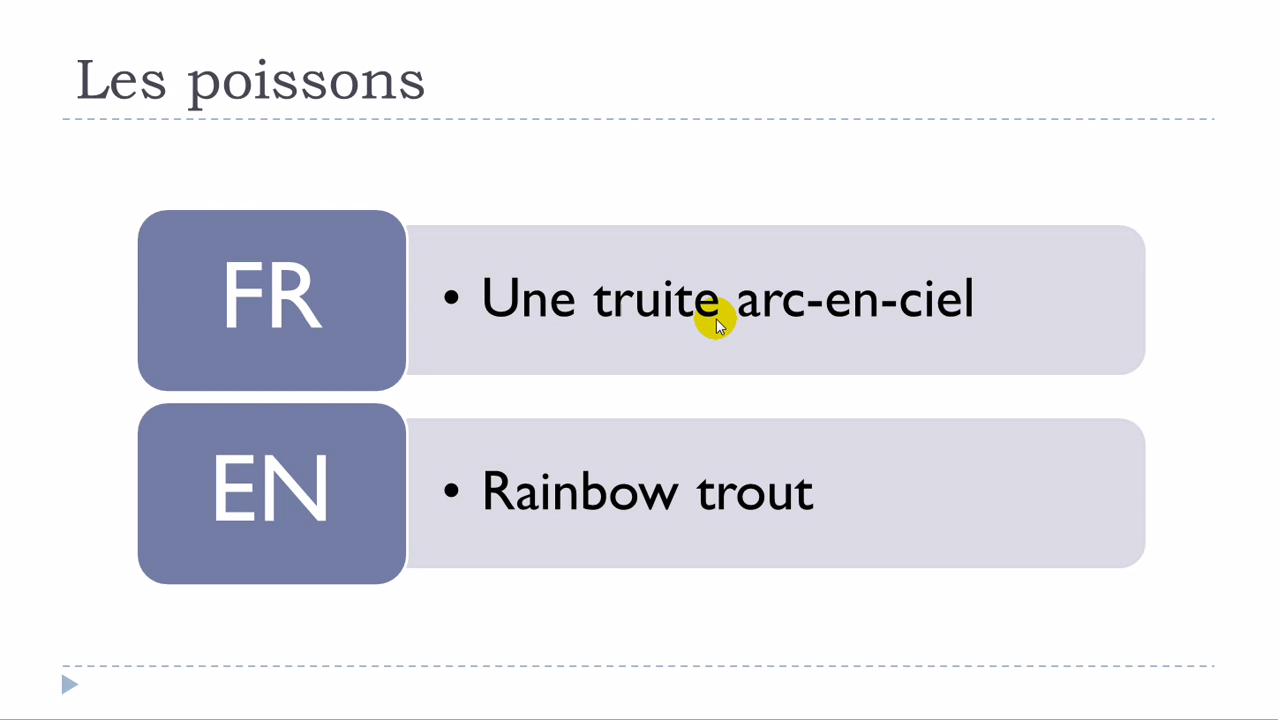 Les poissons
FR
• Une truite arc-en-ciel
EN
• Rainbow trout